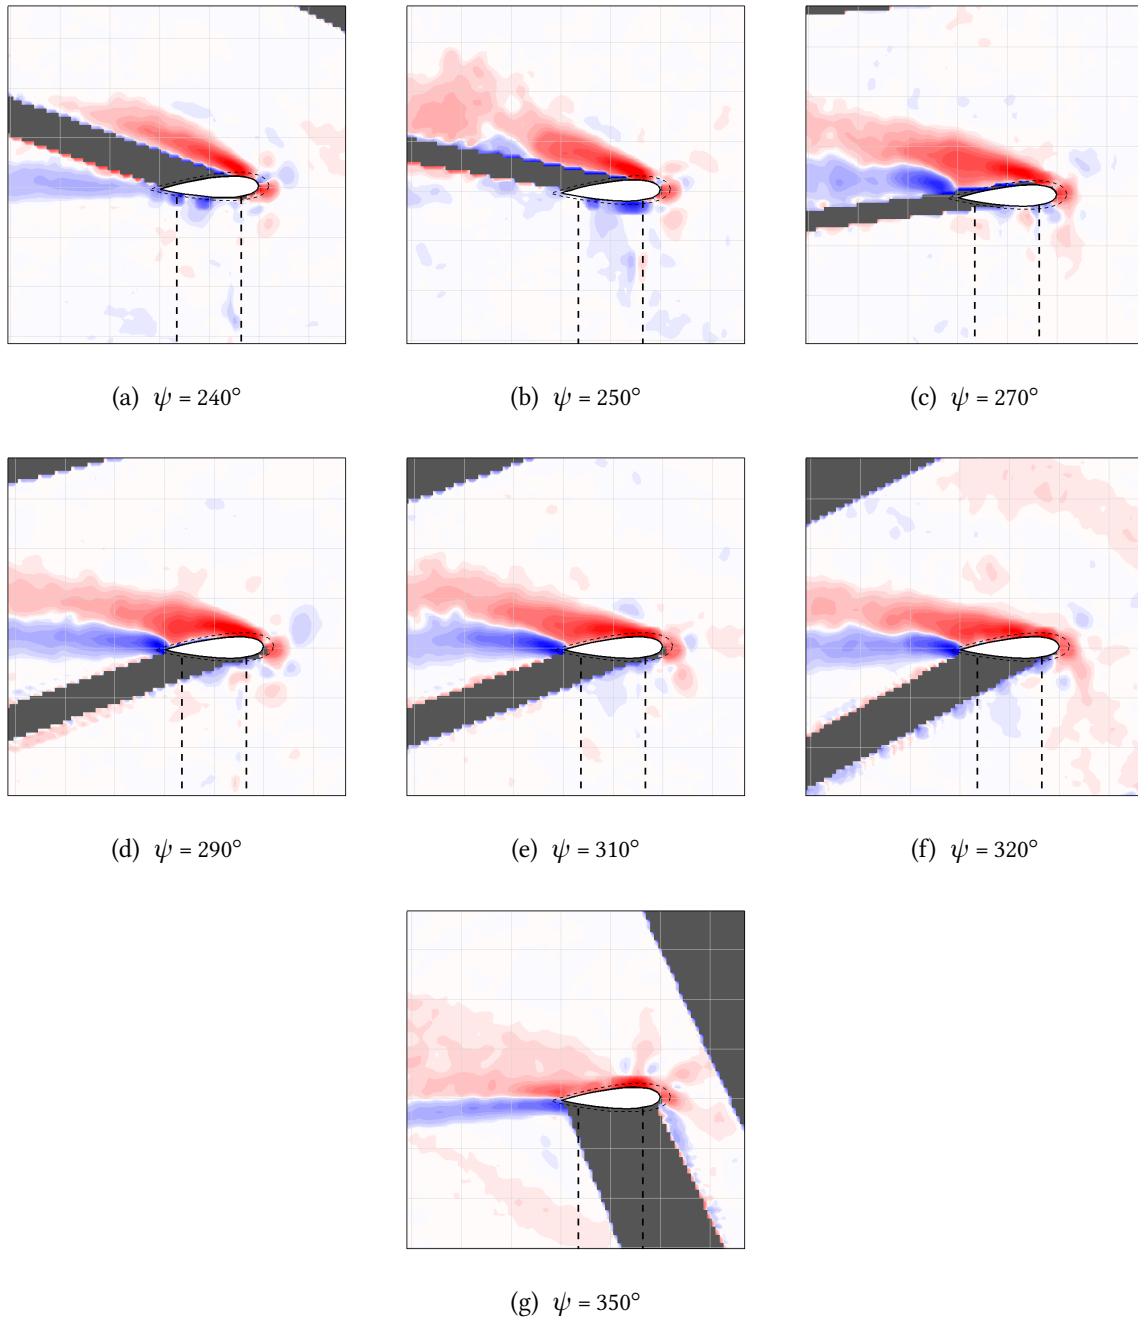 (a) ψ = 240°
(b) ψ = 250°
(c) ψ = 270°
(d) ψ = 290°
(e) ψ = 310°
(f) ψ = 320°
(g) ψ = 350°